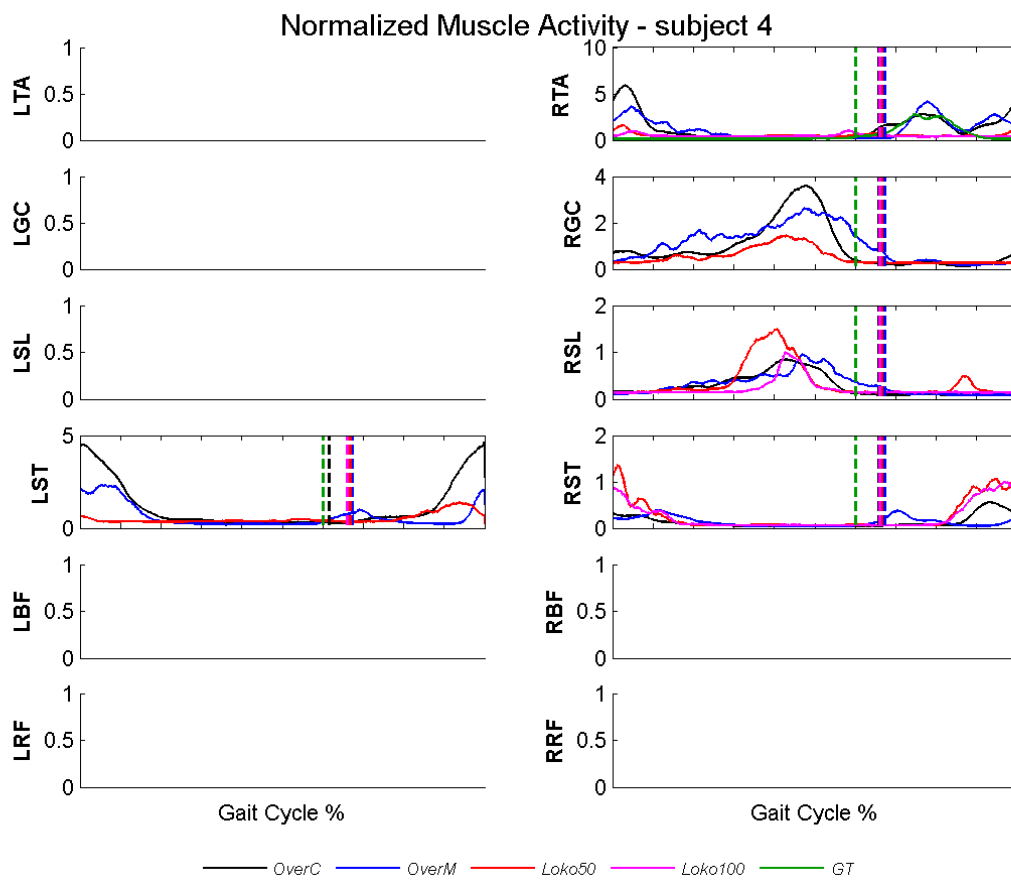 Normalized Muscle Activity - subject 4
LTA
1
0.5
0
RTA
10
5
0
LGC
1
0.5
0
RGC
4
2
0
LSL
1
0.5
0
RSL
2
1
0
LST
5
0
RST
2
1
0
LBF
1
0.5
0
RBF
1
0.5
0
LRF
1
0.5
0
RRF
1
0.5
0
Gait Cycle %
Gait Cycle %
OverC OverM Loko50 Loko100 GT